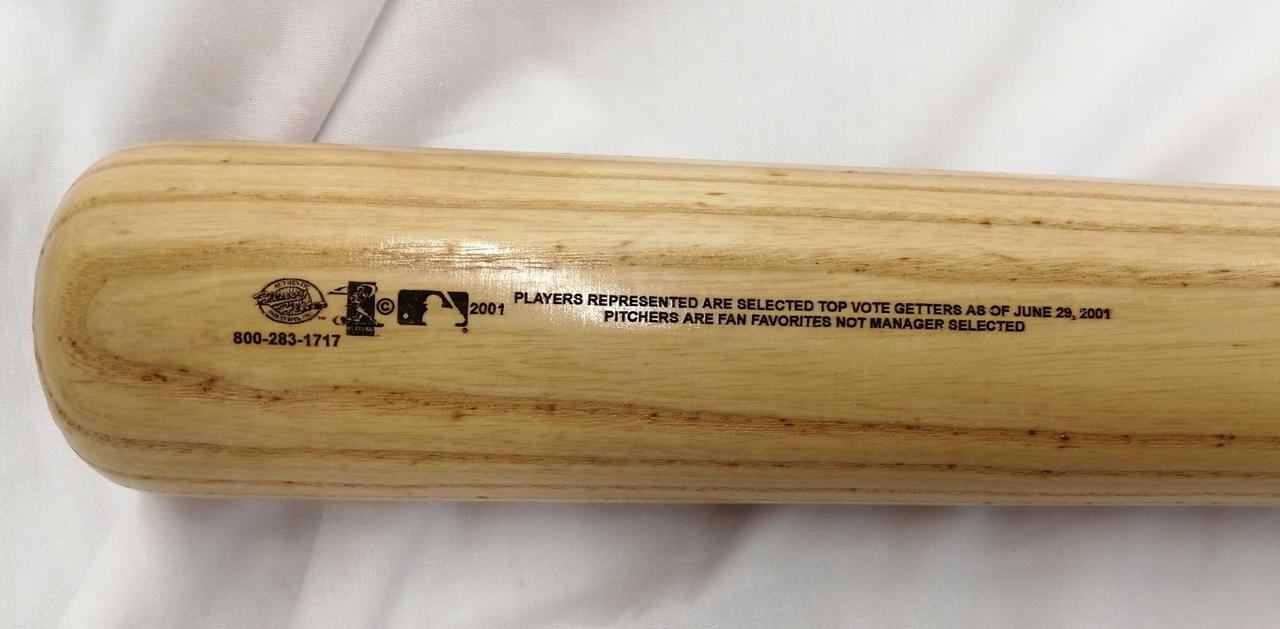 AUTHENTIC
© 2001
800-283-1717
PLAYERS REPRESENTED ARE SELECTED TOP VOTE GETTERS AS OF JUNE 29, 2001
PITCHERS ARE FAN FAVORITES NOT MANAGER SELECTED